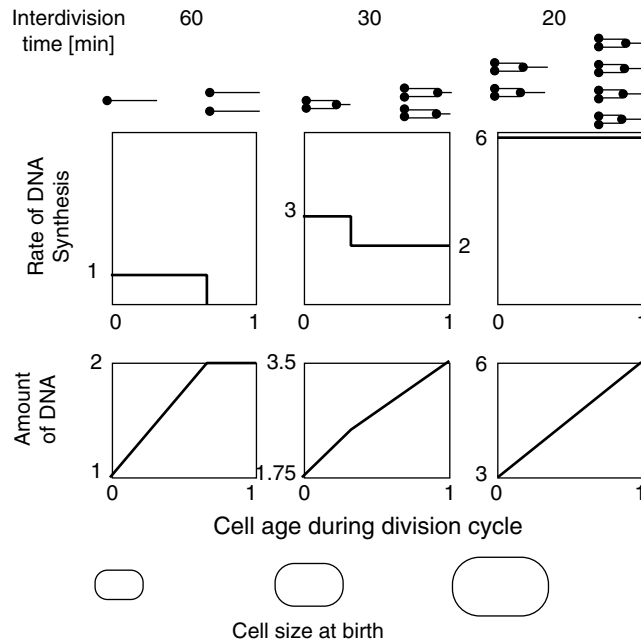 Interdivision 60 30 20
time [min]
Rate of DNA
Synthesis
1
3
2
6
0 1 0 1 0 1
Amount
of DNA
2
1
3.5
1.75
6
3
0 1 0 1 0 1
Cell age during division cycle
Cell size at birth